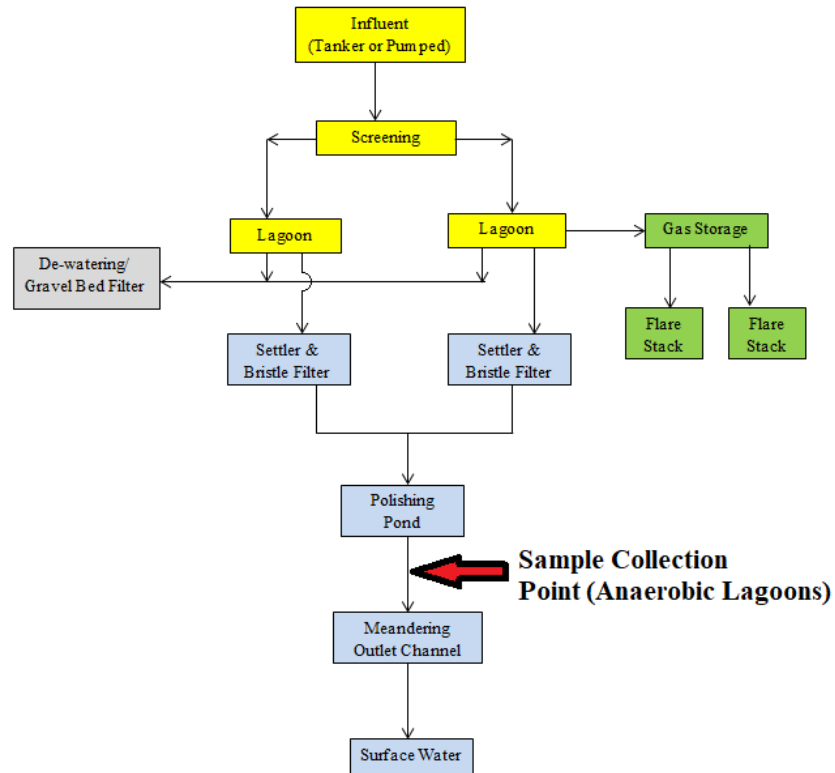 Influent
(Tanker or Pumped)
Screening
Lagoon
Lagoon
Gas Storage
De-watering/
Gravel Bed Filter
Flare
Stack
Flare
Stack
Settler &
Bristle Filter
Settler &
Bristle Filter
Polishing
Pond
Sample Collection
Point (Anaerobic Lagoons)
Meandering
Outlet Channel
Surface Water